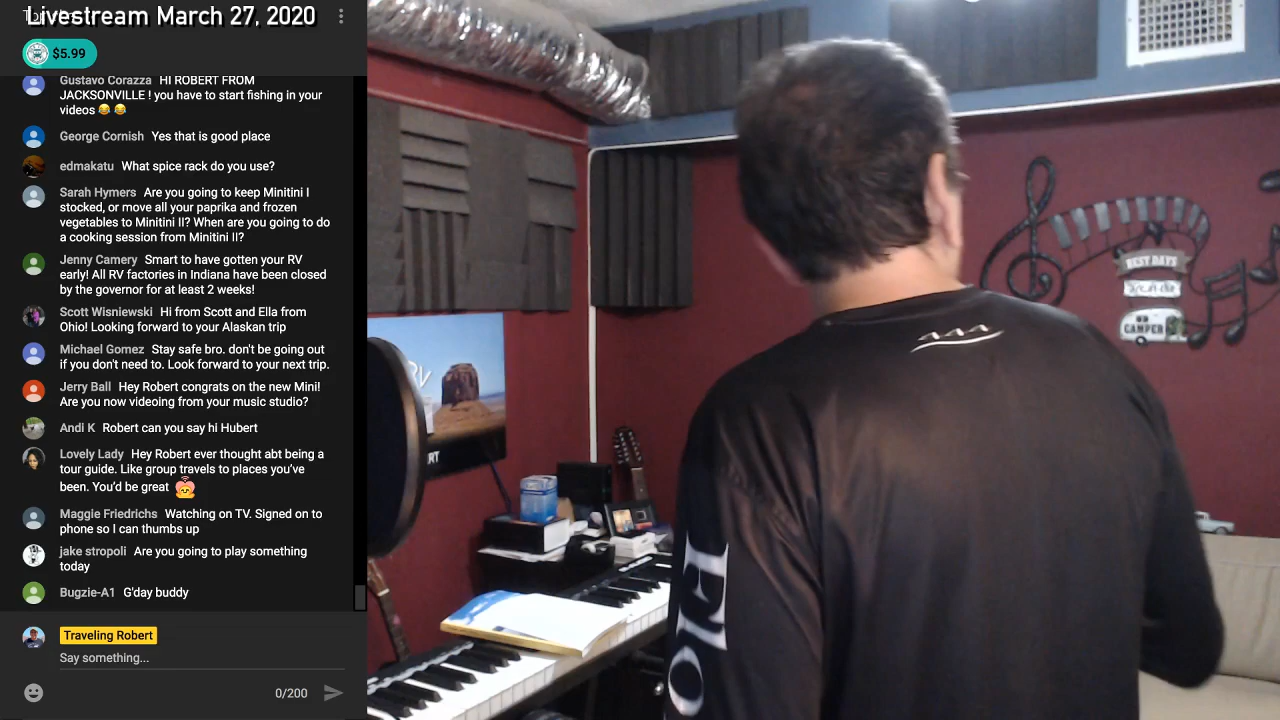 Livestream March 27, 2020
$5.99
Gustavo Corazza HI ROBERT FROM
JACKSONVILLE ! you have to start fishing in your
videos 😂 😂
George Cornish Yes that is good place
edmakatu What spice rack do you use?
Sarah Hymers Are you going to keep Minitini I
stocked, or move all your paprika and frozen
vegetables to Minitini II? When are you going to do
a cooking session from Minitini II?
Jenny Camery Smart to have gotten your RV
early! All RV factories in Indiana have been closed
by the governor for at least 2 weeks!
Scott Wisniewski Hi from Scott and Ella from
Ohio! Looking forward to your Alaskan trip
Michael Gomez Stay safe bro. don't be going out
if you don't need to. Look forward to your next trip.
Jerry Ball Hey Robert congrats on the new Mini!
Are you now videoing from your music studio?
Andi K Robert can you say hi Hubert
Lovely Lady Hey Robert ever thought abt being a
tour guide. Like group travels to places you've
been. You'd be great
Maggie Friedrichs Watching on TV. Signed on to
phone so I can thumbs up
jake stropoli Are you going to play something
today
Bugzie-A1 G'day buddy
Traveling Robert
Say something...
0/200
BEST DAYS
CAMPER